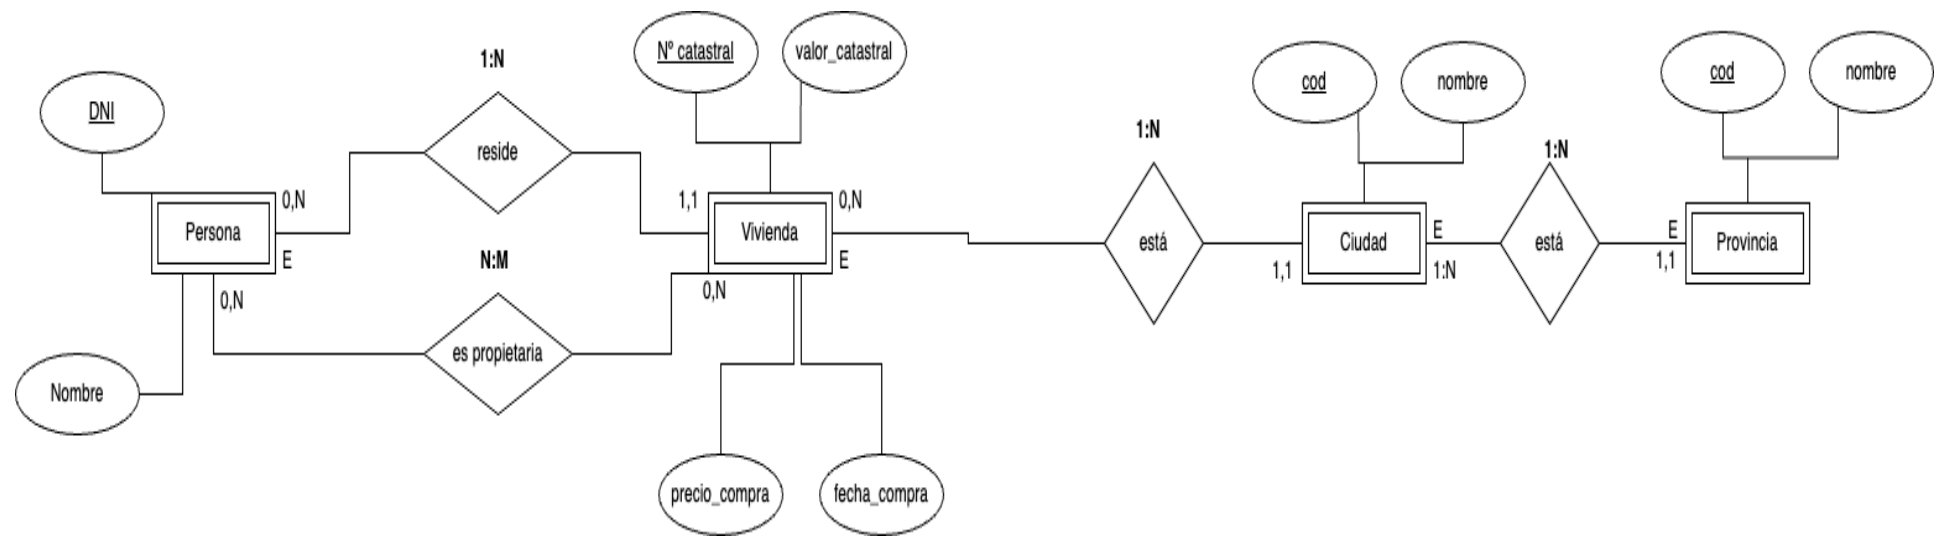 1:N
Nº catastral
valor_catastral
cod
nombre
cod
nombre
DNI
reside
1:N
1:N
Persona
0,N
E
1,1
Vivienda
0,N
E
está
1,1
Ciudad
E
1:N
está
E
1,1
Provincia
N:M
0,N
0,N
es propietaria
Nombre
precio_compra
fecha_compra